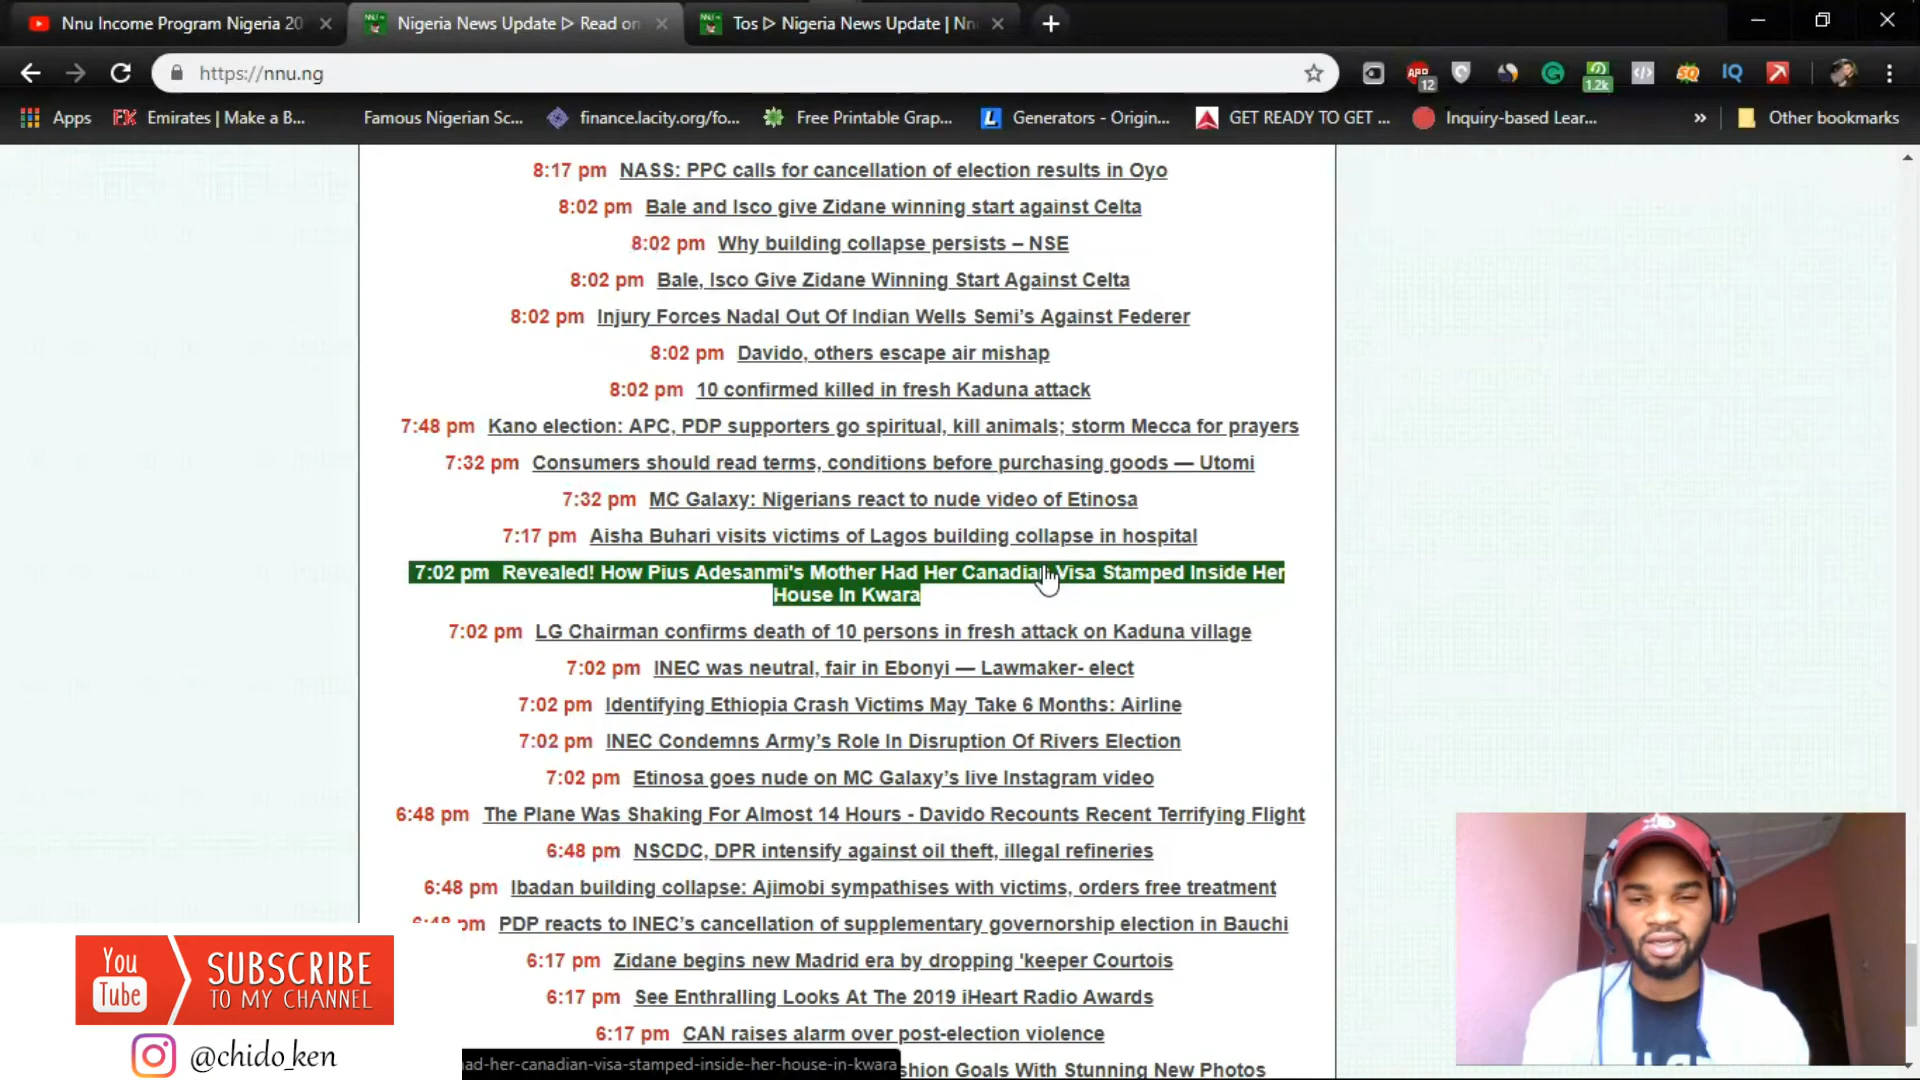 Nnu Income Program Nigeria 20
Nigeria News Update ᐅ Read on
Tos ᐅ Nigeria News Update | Nn
https://nnu.ng
ABP
12
1.2k
</>
SQ
IQ
Apps
Emirates | Make a B...
Famous Nigerian Sc...
finance.lacity.org/fo...
Free Printable Grap...
Generators - Origin...
GET READY TO GET ...
Inquiry-based Lear...
»
Other bookmarks
8:17 pm NASS: PPC calls for cancellation of election results in Oyo
8:02 pm Bale and Isco give Zidane winning start against Celta
8:02 pm Why building collapse persists – NSE
8:02 pm Bale, Isco Give Zidane Winning Start Against Celta
8:02 pm Injury Forces Nadal Out Of Indian Wells Semi's Against Federer
8:02 pm Davido, others escape air mishap
8:02 pm 10 confirmed killed in fresh Kaduna attack
7:48 pm Kano election: APC, PDP supporters go spiritual, kill animals; storm Mecca for prayers
7:32 pm Consumers should read terms, conditions before purchasing goods — Utomi
7:32 pm MC Galaxy: Nigerians react to nude video of Etinosa
7:17 pm Aisha Buhari visits victims of Lagos building collapse in hospital
7:02 pm Revealed! How Pius Adesanmi's Mother Had Her Canadian Visa Stamped Inside Her
House In Kwara
7:02 pm LG Chairman confirms death of 10 persons in fresh attack on Kaduna village
7:02 pm INEC was neutral, fair in Ebonyi — Lawmaker- elect
7:02 pm Identifying Ethiopia Crash Victims May Take 6 Months: Airline
7:02 pm INEC Condemns Army's Role In Disruption Of Rivers Election
7:02 pm Etinosa goes nude on MC Galaxy's live Instagram video
6:48 pm The Plane Was Shaking For Almost 14 Hours - Davido Recounts Recent Terrifying Flight
6:48 pm NSCDC, DPR intensify against oil theft, illegal refineries
6:48 pm Ibadan building collapse: Ajimobi sympathises with victims, orders free treatment
6:48 pm PDP reacts to INEC's cancellation of supplementary governorship election in Bauchi
6:17 pm Zidane begins new Madrid era by dropping 'keeper Courtois
6:17 pm See Enthralling Looks At The 2019 iHeart Radio Awards
6:17 pm CAN raises alarm over post-election violence
shion Goals With Stunning New Photos
ad-her-canadian-visa-stamped-inside-her-house-in-kwara
You
Tube
SUBSCRIBE
TO MY CHANNEL
@chido_ken